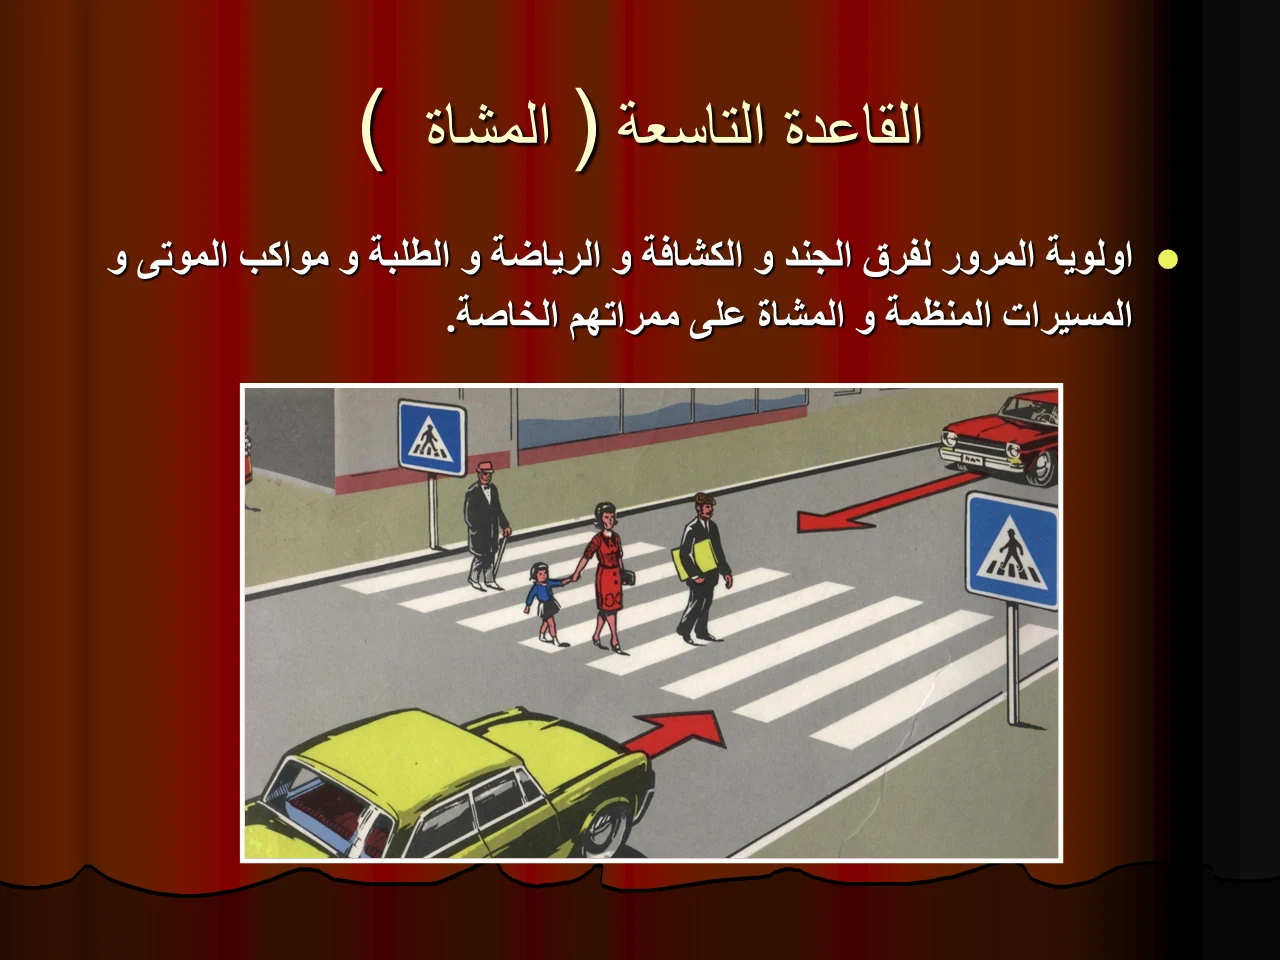 القاعدة التاسعة ( المشاة )
اولوية المرور لفرق الجند و الكشافة و الرياضة و الطلبة و مواكب الموتى و
المسيرات المنظمة و المشاة على ممراتهم الخاصة.